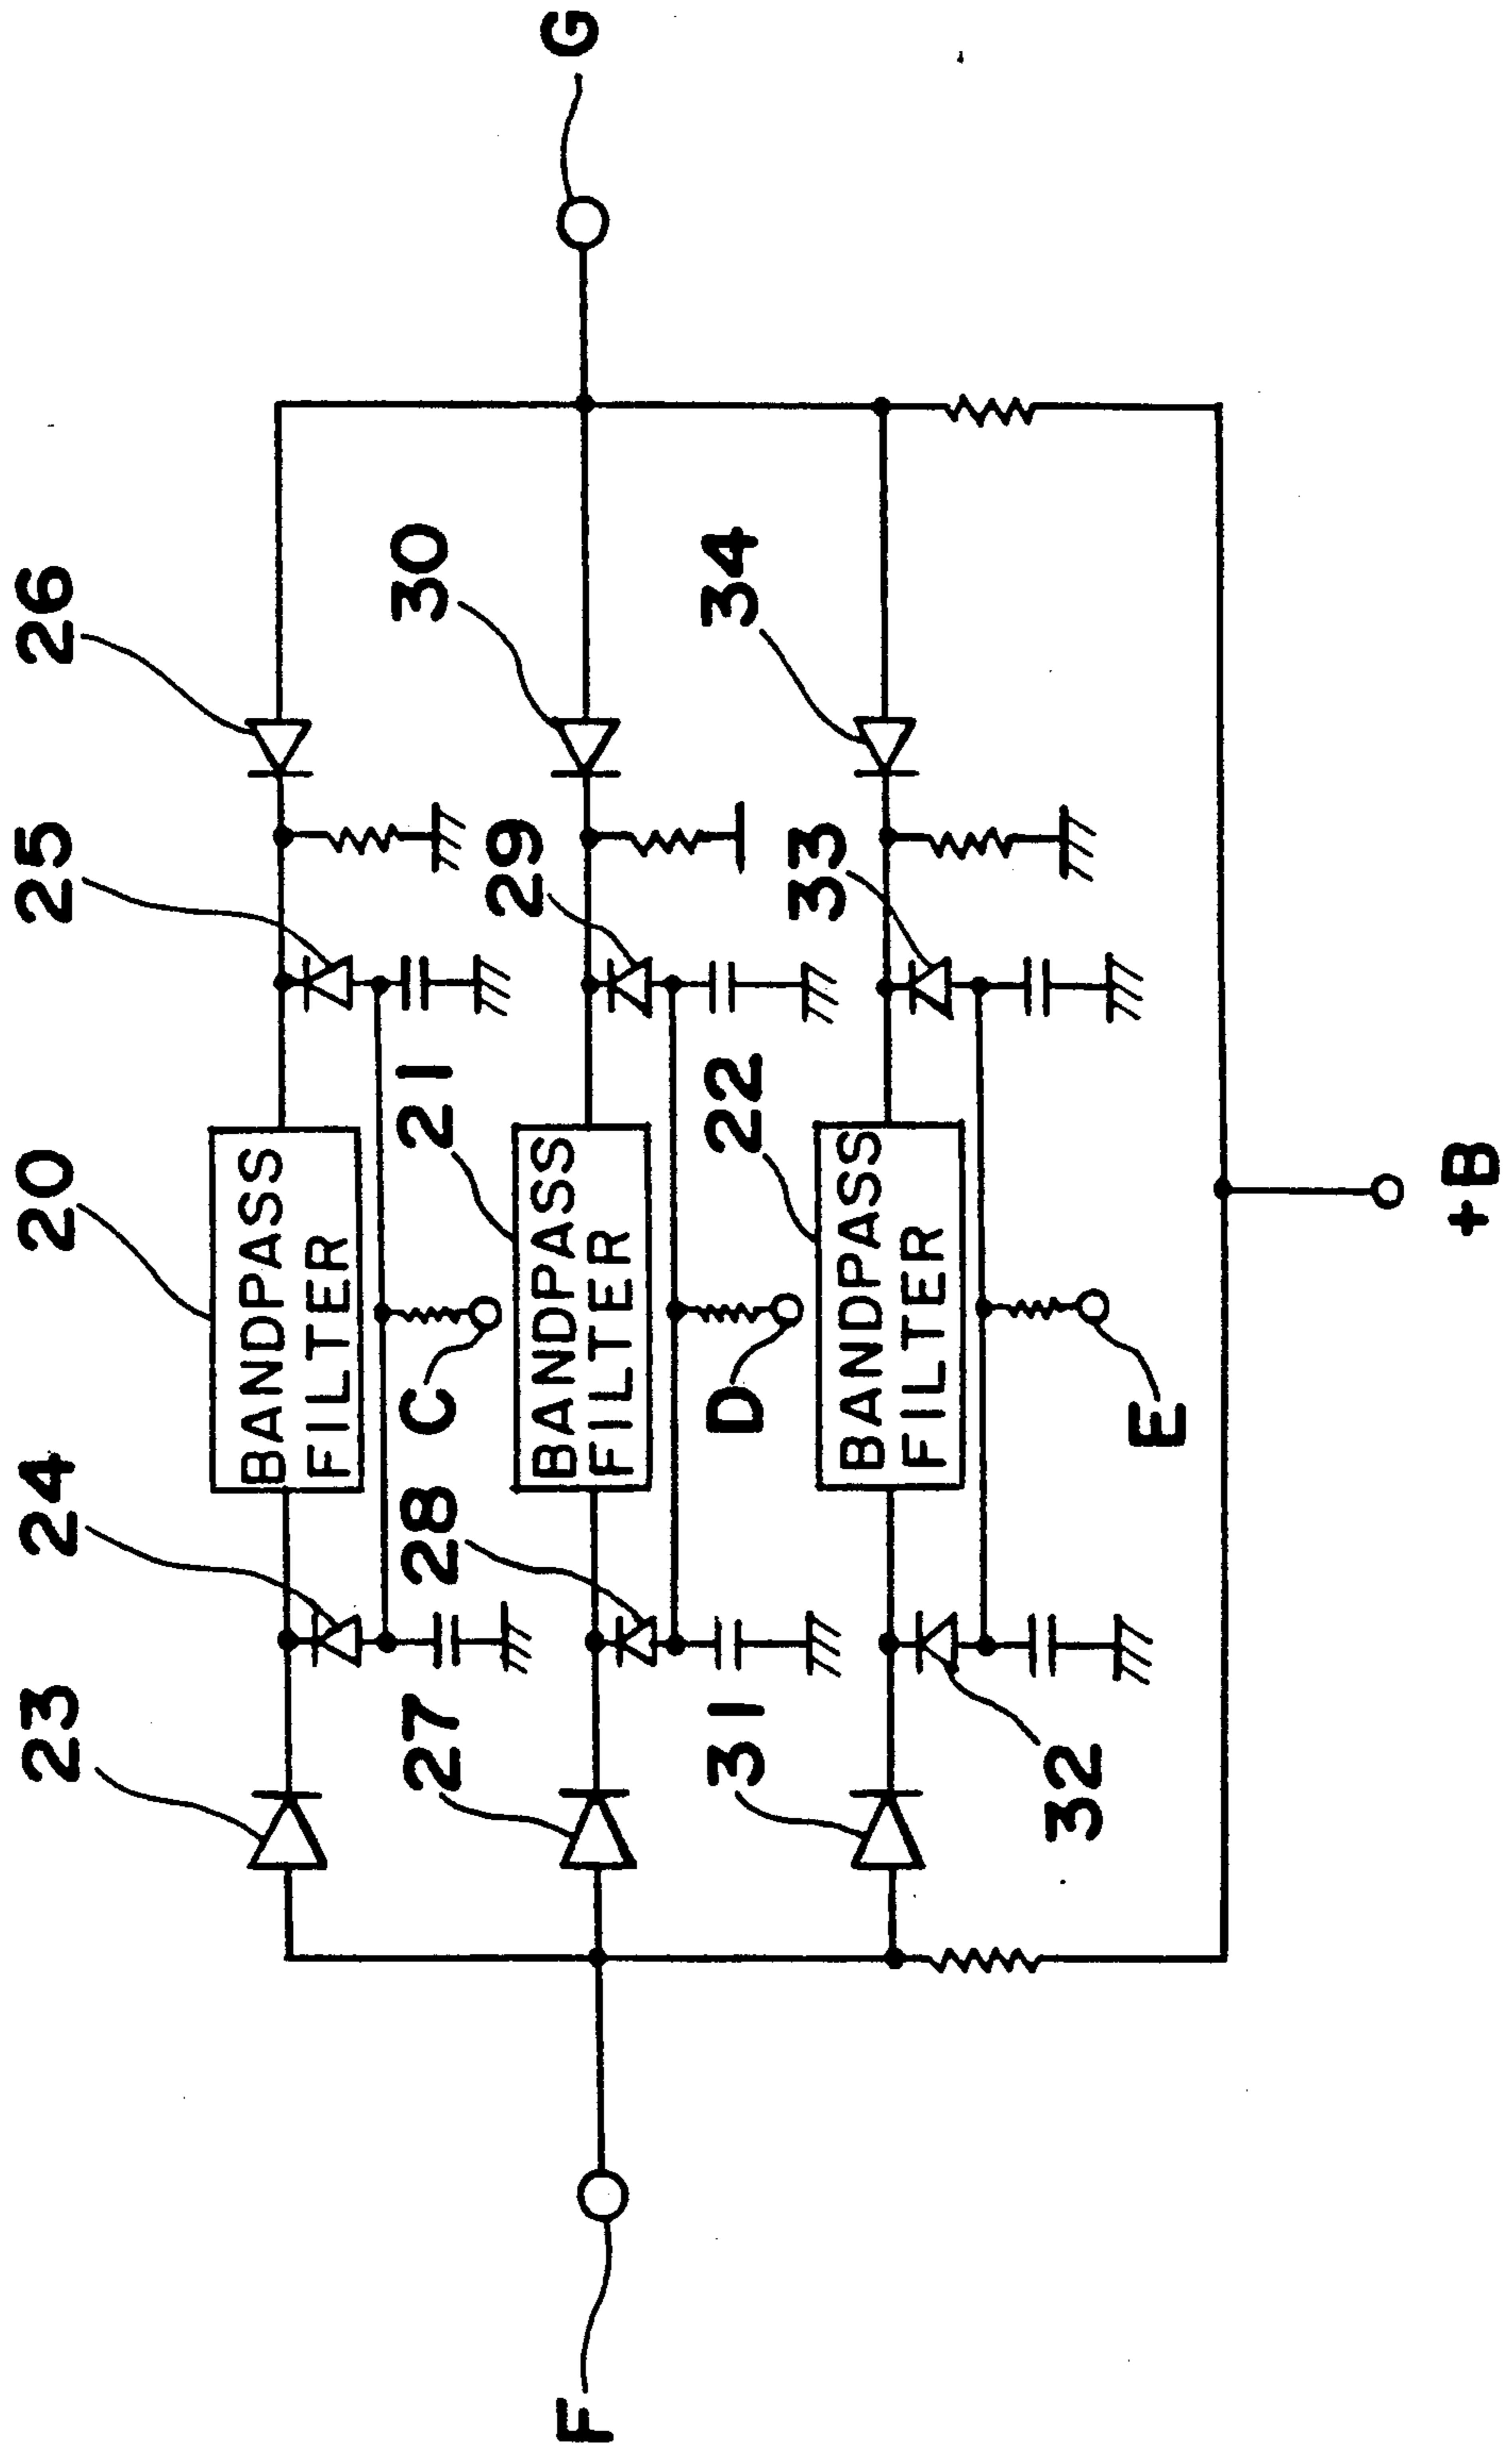 23
24
20
25
26
BANDPASS
FILTER
C
27
28
21
29
30
BANDPASS
FILTER
D
F
G
31
22
33
34
BANDPASS
FILTER
32
E
+B